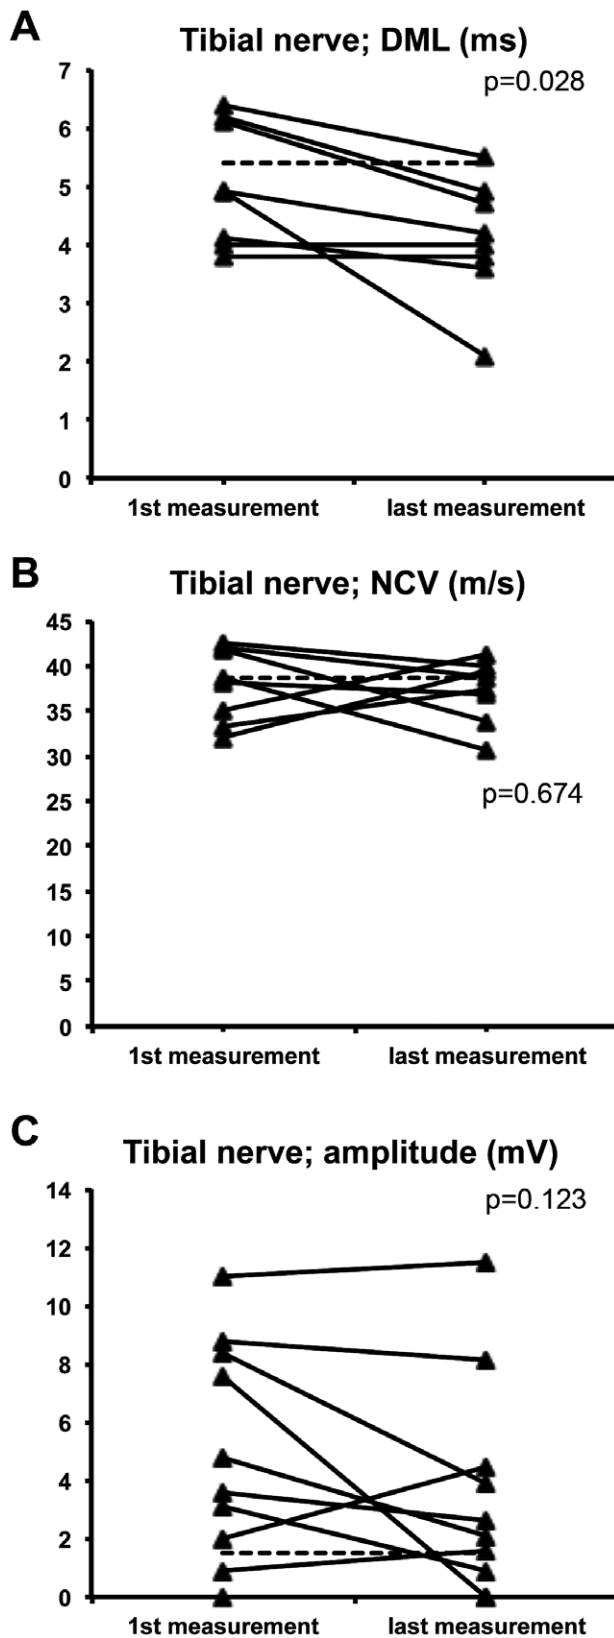 A
Tibial nerve; DML (ms)
p=0.028
7
6
5
4
3
2
1
0
1st measurement last measurement
B
Tibial nerve; NCV (m/s)
45
40
35
30
p=0.674
25
20
15
10
5
0
1st measurement last measurement
C
Tibial nerve; amplitude (mV)
14
p=0.123
12
10
8
6
4
2
0
1st measurement last measurement